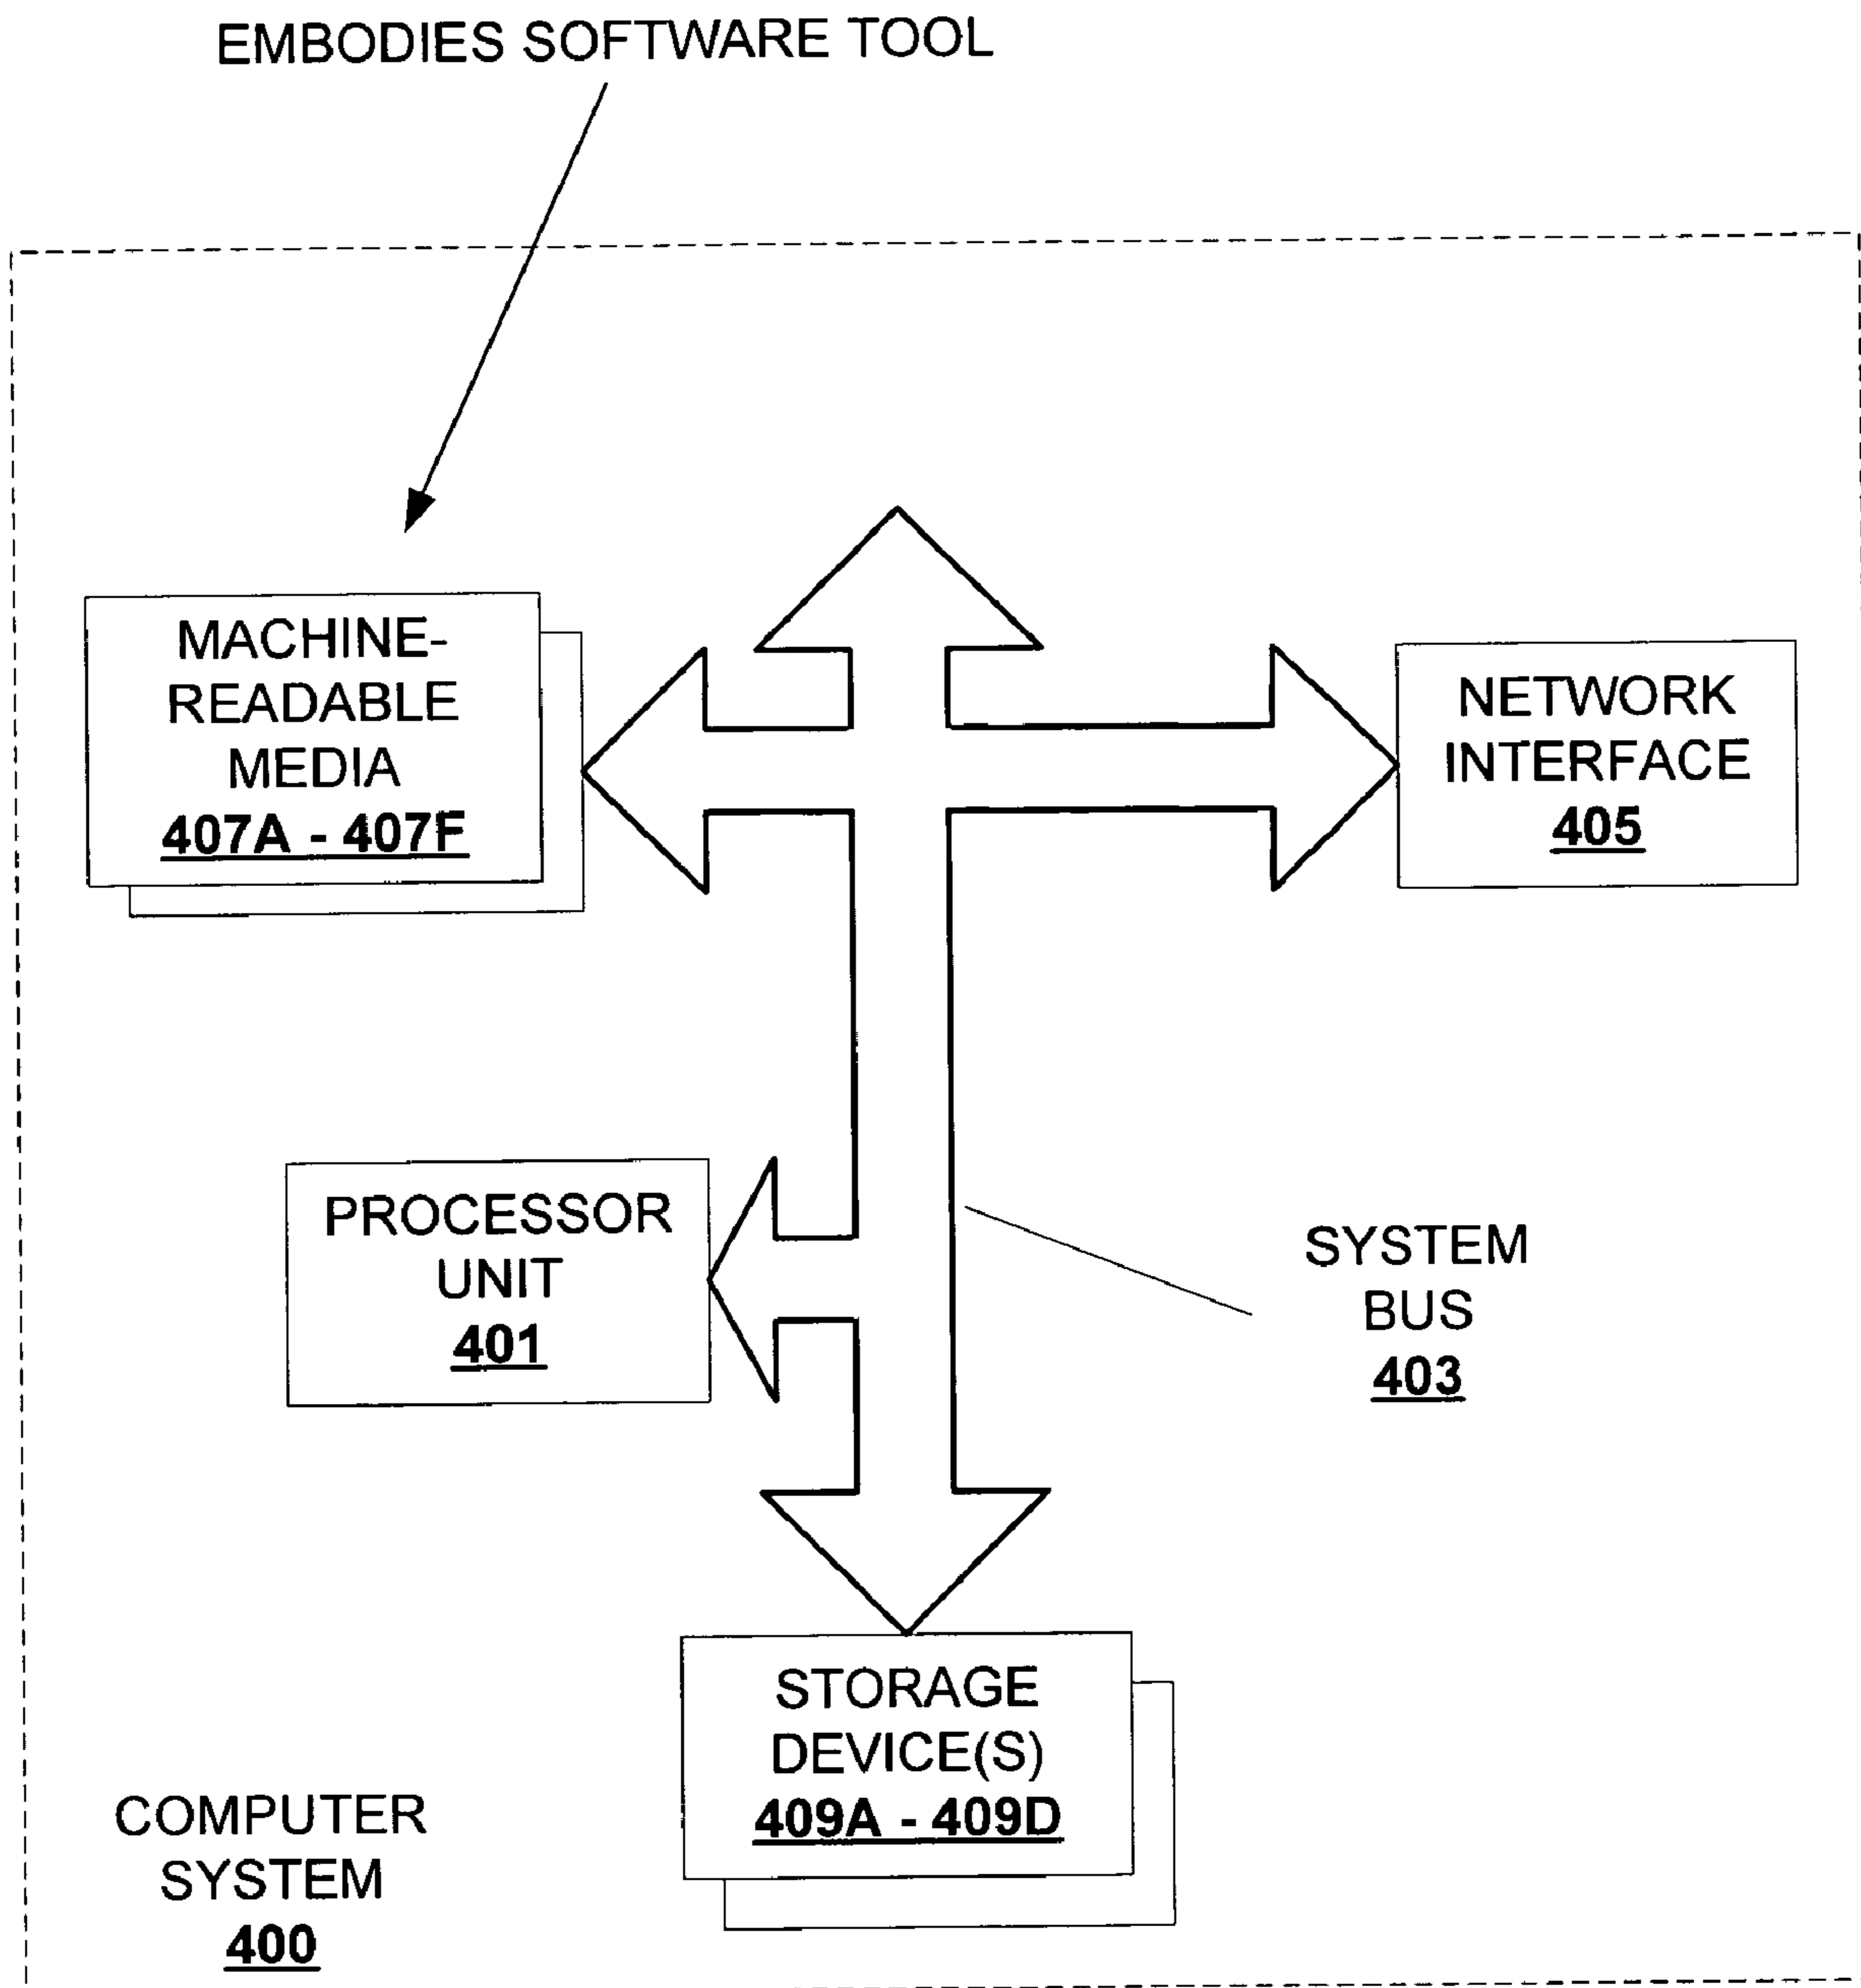 EMBODIES SOFTWARE TOOL
MACHINE-
READABLE
MEDIA
407A - 407F
NETWORK
INTERFACE
405
PROCESSOR
UNIT
401
SYSTEM
BUS
403
STORAGE
DEVICE(S)
409A - 409D
COMPUTER
SYSTEM
400